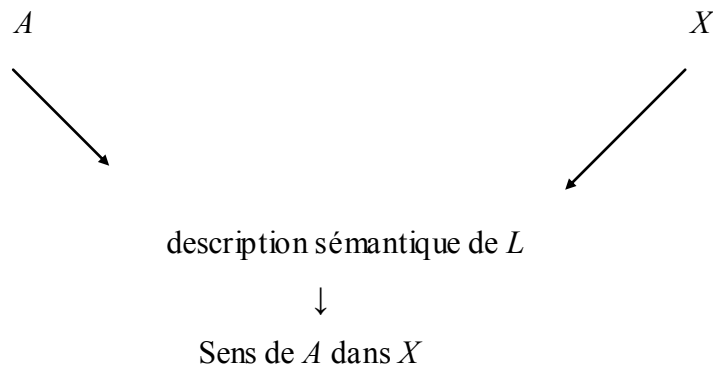 A X
description sémantique de L
↓
Sens de A dans X